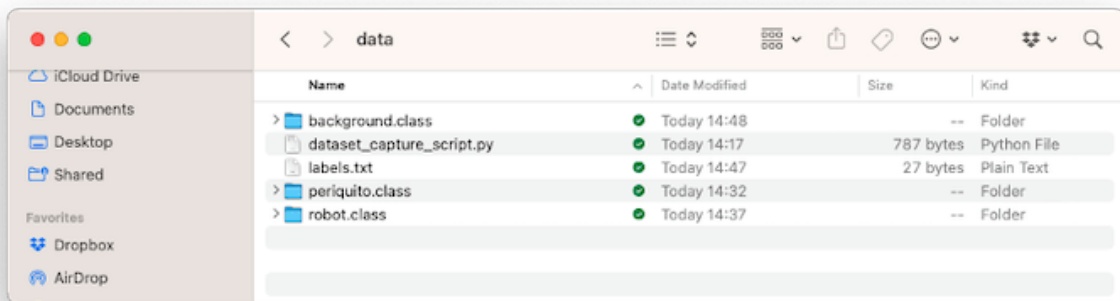 data
iCloud Drive
Documents
Desktop
Shared
Favorites
Dropbox
AirDrop
Name Date Modified Size Kind
background.class Today 14:48 -- Folder
dataset_capture_script.py Today 14:17 787 bytes Python File
labels.txt Today 14:47 27 bytes Plain Text
periquito.class Today 14:32 -- Folder
robot.class Today 14:37 -- Folder